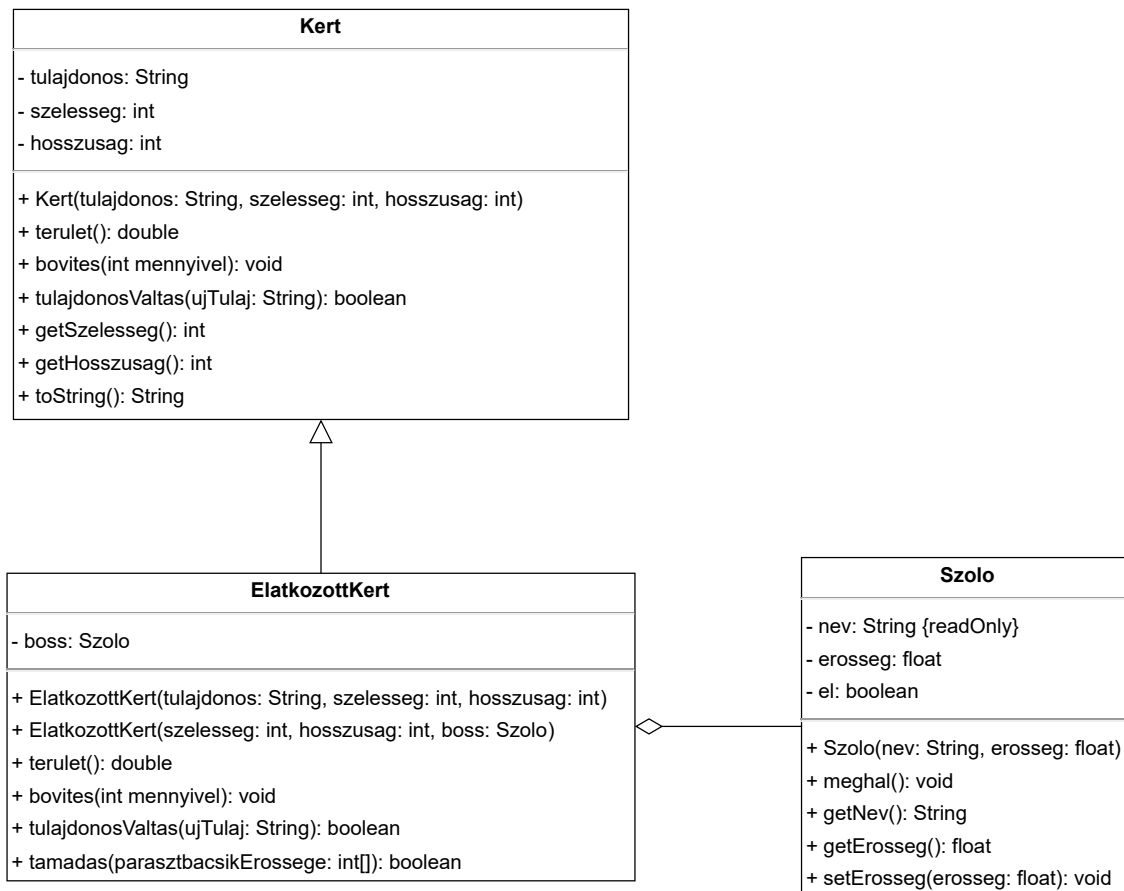 Kert
- tulajdonos: String
- szelesseg: int
- hosszusag: int
+ Kert(tulajdonos: String, szelesseg: int, hosszusag: int)
+ terulet(): double
+ bovites(int mennyivel): void
+ tulajdonosValtas(ujTulaj: String): boolean
+ getSzelesseg(): int
+ getHosszusag(): int
+ toString(): String
ElatkozottKert
- boss: Szolo
+ ElatkozottKert(tulajdonos: String, szelesseg: int, hosszusag: int)
+ ElatkozottKert(szelesseg: int, hosszusag: int, boss: Szolo)
+ terulet(): double
+ bovites(int mennyivel): void
+ tulajdonosValtas(ujTulaj: String): boolean
+ tamadas(parasztbacsikErossege: int[]): boolean
Szolo
- nev: String {readOnly}
- erosseg: float
- el: boolean
+ Szolo(nev: String, erosseg: float)
+ meghal(): void
+ getNev(): String
+ getErosseg(): float
+ setErosseg(erosseg: float): void